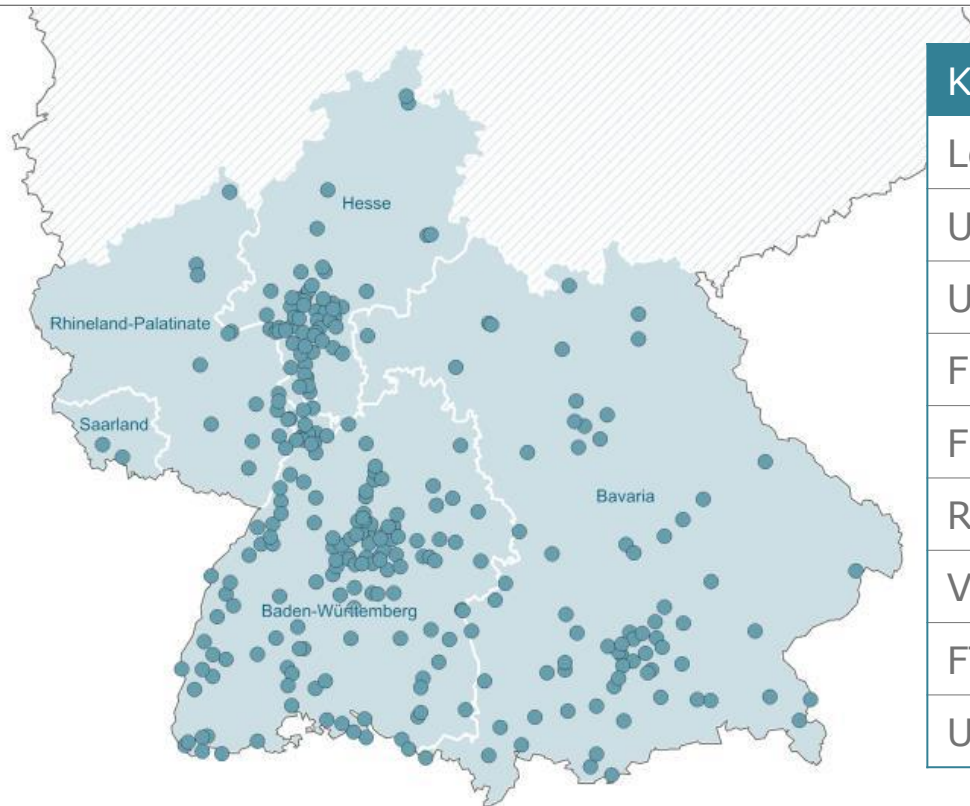 Hesse
Rhineland-Palatinate
Saarland
Bavaria
Baden-Württemberg
K
L
U
U
F
F
R
V
F
U